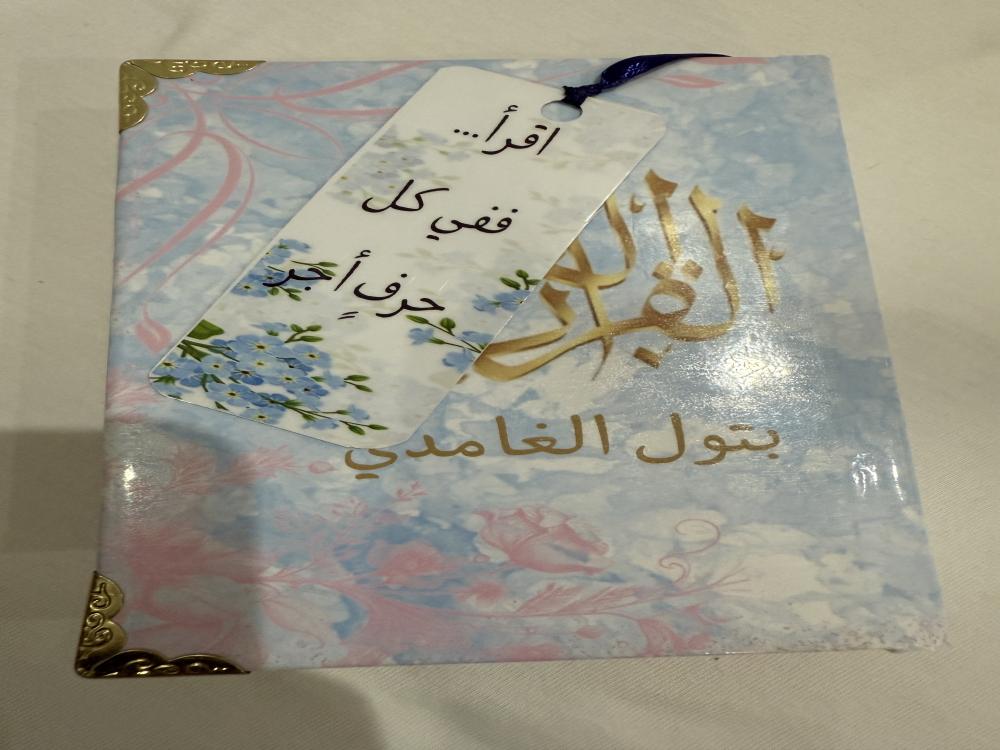 اقرأ...
ففي كل
حرفٍ أجر
القرآن
بتول الغامدي